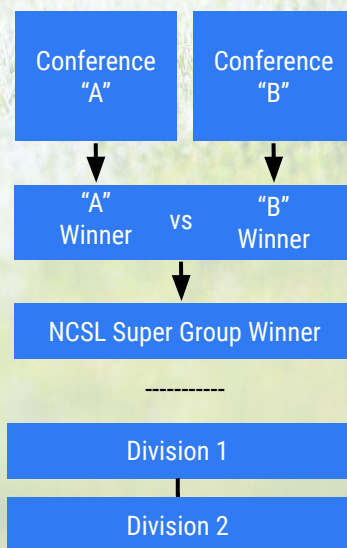 Conference
“A”
Conference
“B”
“A”
Winner
vs
“B”
Winner
NCSL Super Group Winner
-----------
Division 1
Division 2